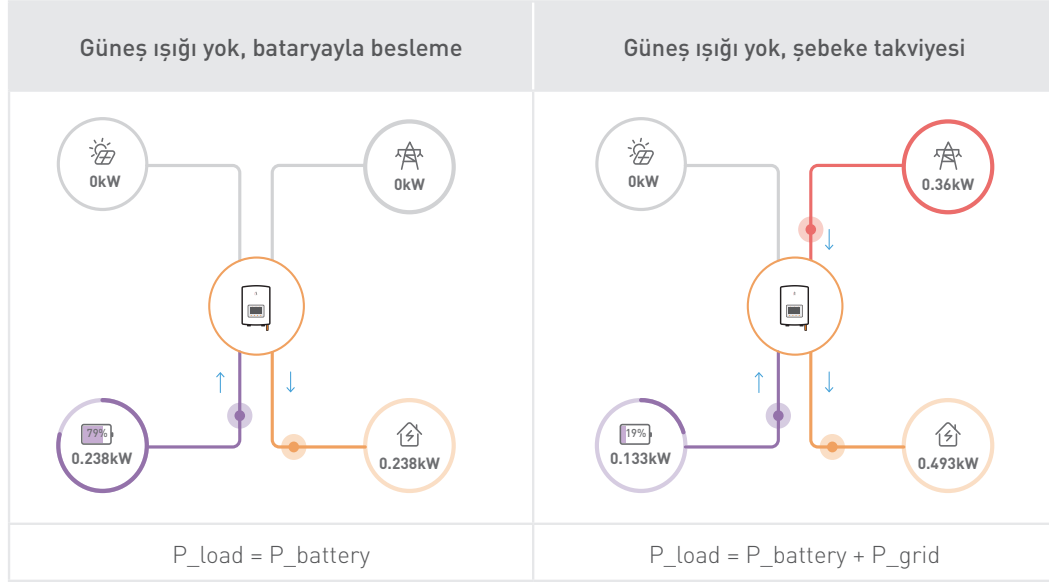 Güneş ışığı yok, bataryayla besleme
Güneş ışığı yok, şebeke takviyesi
0kW
0kW
79%
0.238kW
0.238kW
0kW
0.36kW
19%
0.133kW
0.493kW
P_load = P_battery
P_load = P_battery + P_grid